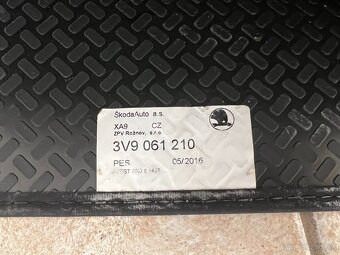 ŠkodaAuto a.s.
XA9 CZ
ZPV Rožnov, s.r.o.
3V9 061 210
PES 05/2016